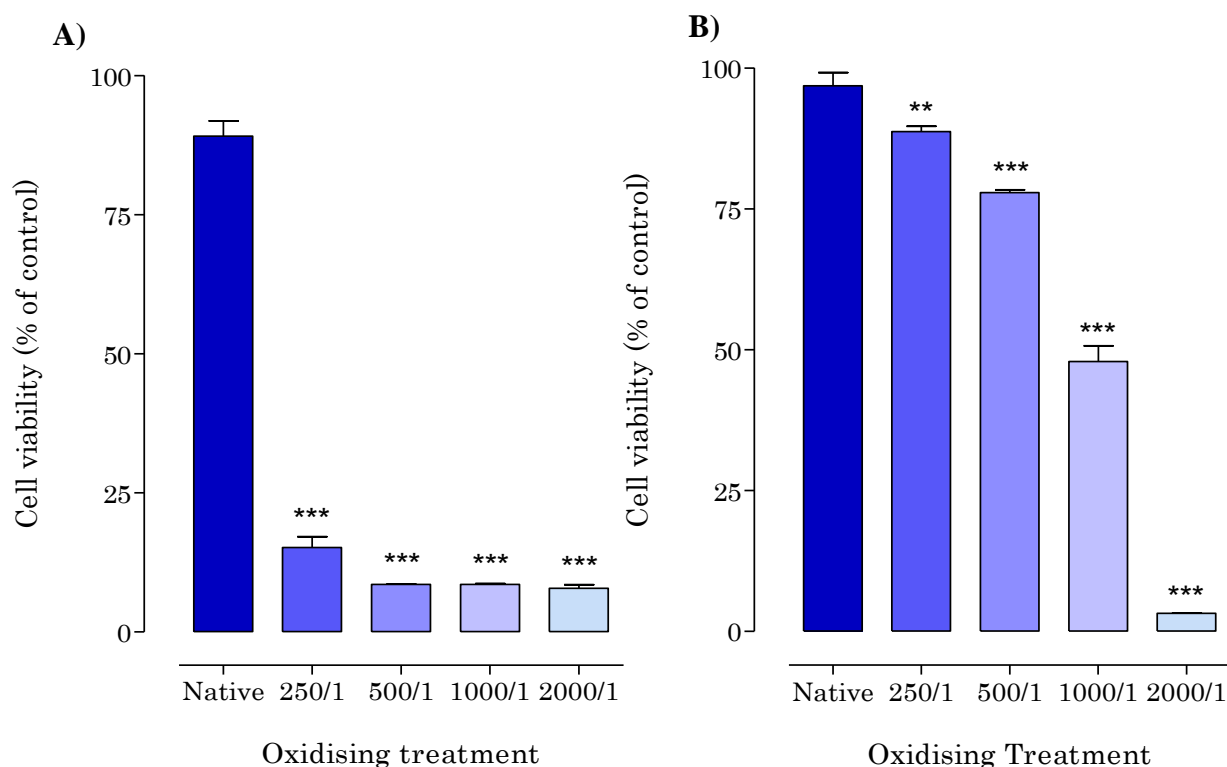 A)
Cell viability (% of control)
100
75
50
25
0
***
***
***
***
Native 250/1 500/1 1000/1 2000/1
Oxidising treatment
B)
Cell viability (% of control)
100
75
50
25
0
**
***
***
***
Native 250/1 500/1 1000/1 2000/1
Oxidising Treatment